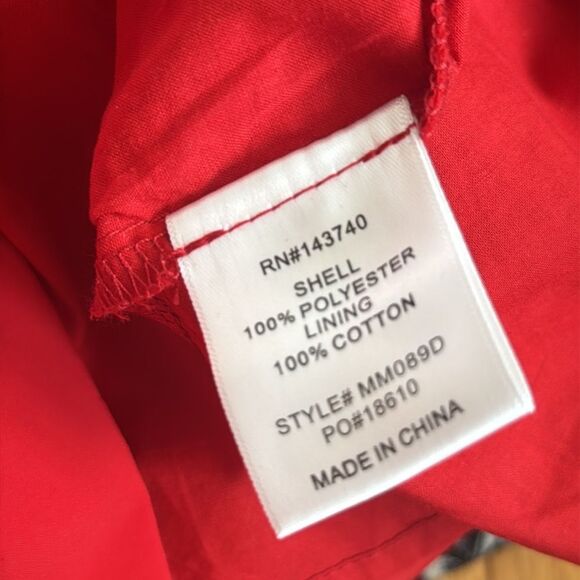 RN#143740
SHELL
100% POLYESTER
LINING
100% COTTON
STYLE# MM089D
PO#18610
MADE IN CHINA